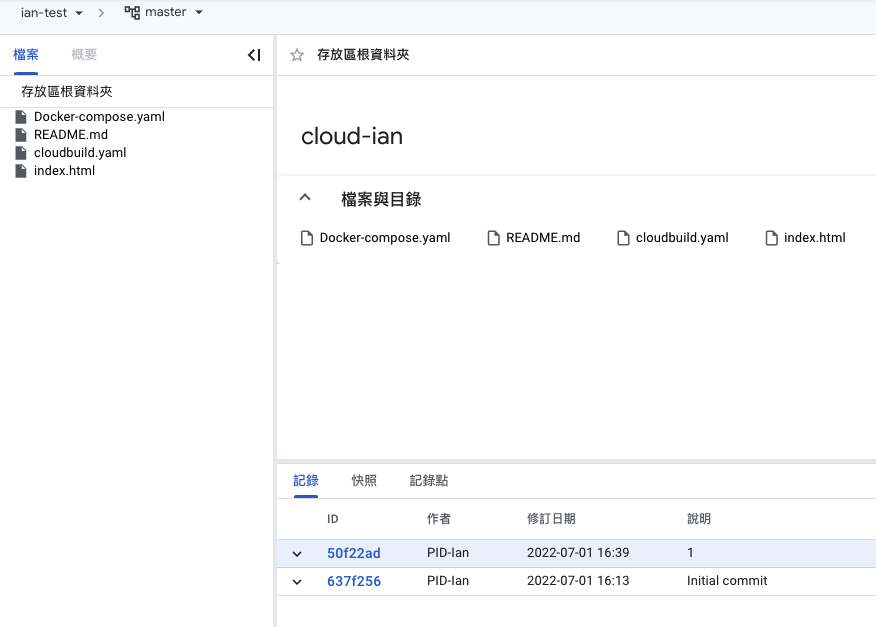 ian-test master
檔案 概要
存放區根資料夾
Docker-compose.yaml
README.md
cloudbuild.yaml
index.html
存放區根資料夾
cloud-ian
檔案與目錄
Docker-compose.yaml README.md cloudbuild.yaml index.html
記錄 快照 記錄點
ID 作者 修訂日期 說明
50f22ad PID-Ian 2022-07-01 16:39 1
637f256 PID-Ian 2022-07-01 16:13 Initial commit